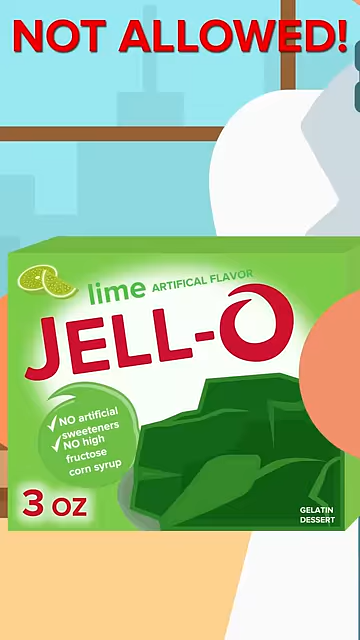 NOT ALLOWED!
lime ARTIFICAL FLAVOR
JELL-O
NO artificial
sweeteners
NO high
fructose
corn syrup
3 OZ
GELATIN
DESSERT